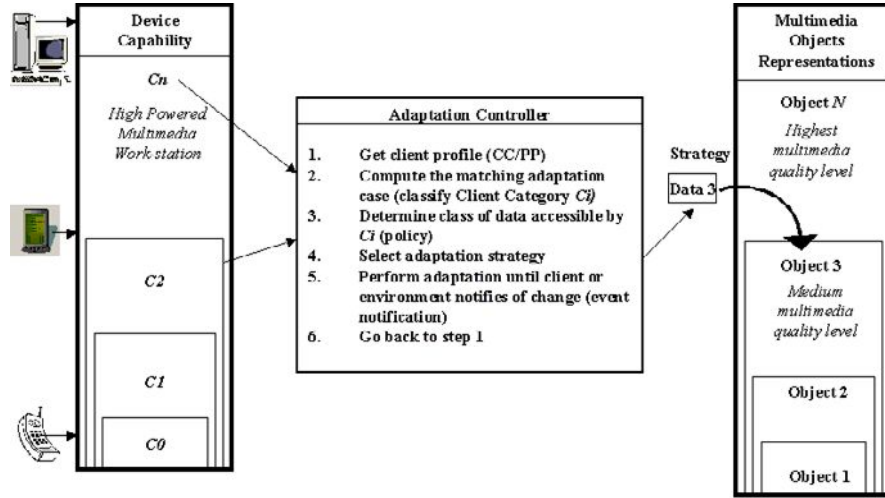 Device
Capability
Cn
High Powered
Multimedia
Work station
C2
C1
C0
Adaptation Controller
1. Get client profile (CC/PP)
2. Compute the matching adaptation
case (classify Client Category Ci)
3. Determine class of data accessible by
Ci (policy)
4. Select adaptation strategy
5. Perform adaptation until client or
environment notifies of change (event
notification)
6. Go back to step 1
Strategy
Data 3
Multimedia
Objects
Representations
Object N
Highest
multimedia
quality level
Object 3
Medium
multimedia
quality level
Object 2
Object 1